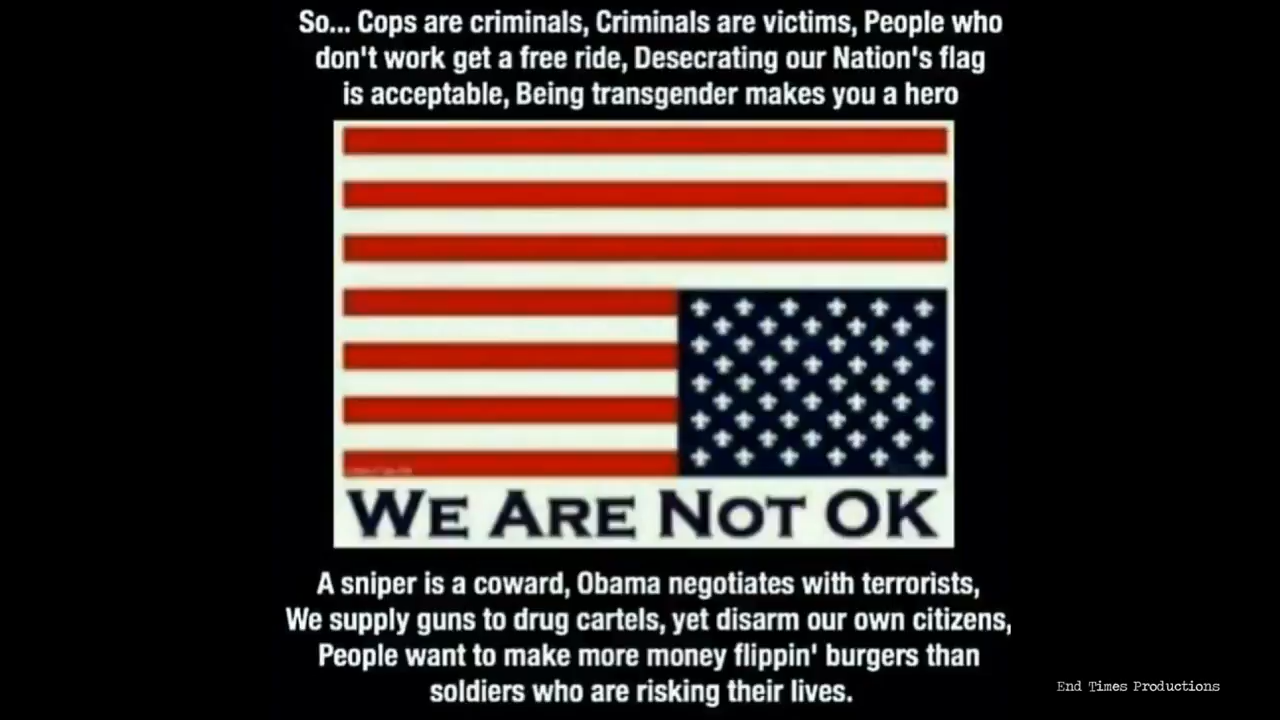 So... Cops are criminals, Criminals are victims, People who
don't work get a free ride, Desecrating our Nation's flag
is acceptable, Being transgender makes you a hero
WE ARE NOT OK
A sniper is a coward, Obama negotiates with terrorists,
We supply guns to drug cartels, yet disarm our own citizens,
People want to make more money flippin' burgers than
soldiers who are risking their lives.
End Times Productions